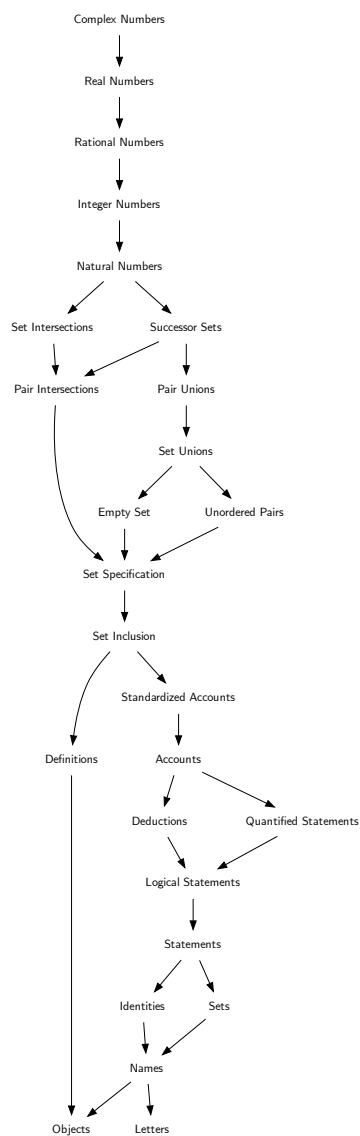 Complex Numbers
Real Numbers
Rational Numbers
Integer Numbers
Natural Numbers
Set Intersections
Successor Sets
Pair Intersections
Pair Unions
Set Unions
Empty Set
Unordered Pairs
Set Specification
Set Inclusion
Standardized Accounts
Definitions
Accounts
Deductions
Quantified Statements
Logical Statements
Statements
Identities
Sets
Names
Objects
Letters